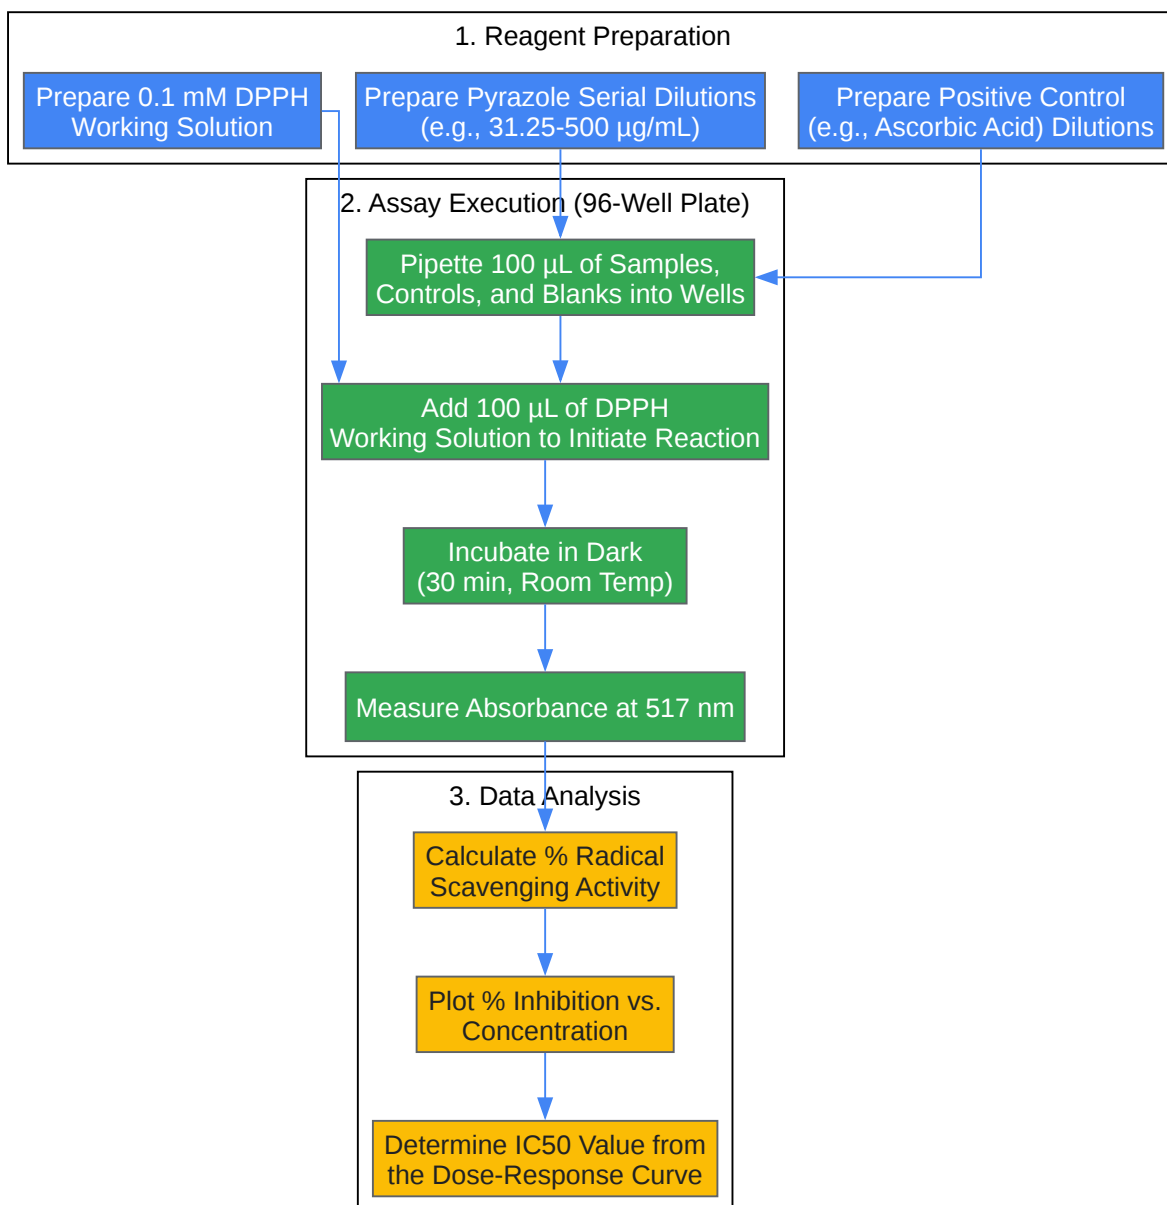 1. Reagent Preparation
Prepare 0.1 mM DPPH
Working Solution
Prepare Pyrazole Serial Dilutions
(e.g., 31.25-500 µg/mL)
Prepare Positive Control
(e.g., Ascorbic Acid) Dilutions
2. Assay Execution (96-Well Plate)
Pipette 100 µL of Samples,
Controls, and Blanks into Wells
Add 100 µL of DPPH
Working Solution to Initiate Reaction
Incubate in Dark
(30 min, Room Temp)
Measure Absorbance at 517 nm
3. Data Analysis
Calculate % Radical
Scavenging Activity
Plot % Inhibition vs.
Concentration
Determine IC50 Value from
the Dose-Response Curve